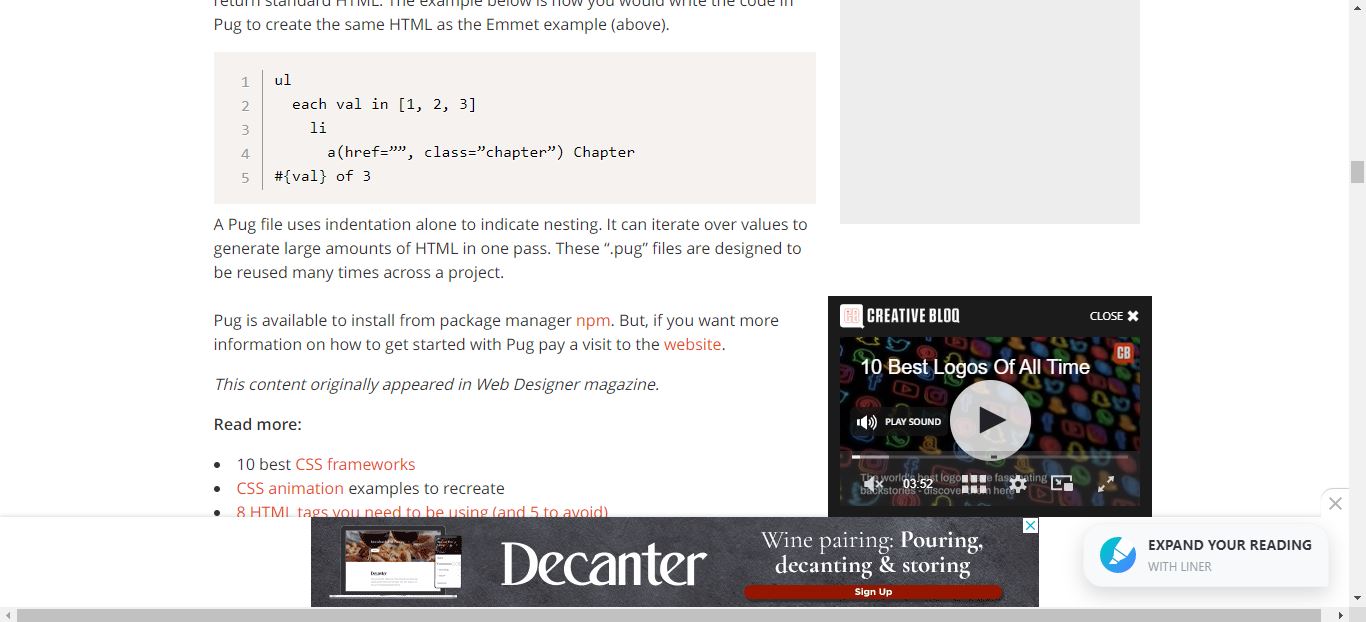 return standard HTML. The example below is how you would write the code in
Pug to create the same HTML as the Emmet example (above).
1 ul
2 each val in [1, 2, 3]
3 li
4 a(href=””, class=”chapter”) Chapter
5 #{val} of 3
A Pug file uses indentation alone to indicate nesting. It can iterate over values to
generate large amounts of HTML in one pass. These “.pug” files are designed to
be reused many times across a project.
Pug is available to install from package manager npm. But, if you want more
information on how to get started with Pug pay a visit to the website.
This content originally appeared in Web Designer magazine.
Read more:
10 best CSS frameworks
CSS animation examples to recreate
8 HTML tags you need to be using (and 5 to avoid)
CB CREATIVE BLOQ
CLOSE
CB
10 Best Logos Of All Time
PLAY SOUND
The world's best logos
backstories - discover them here
03:52
Decanter
Wine pairing: Pouring,
decanting & storing
Sign Up
EXPAND YOUR READING
WITH LINER